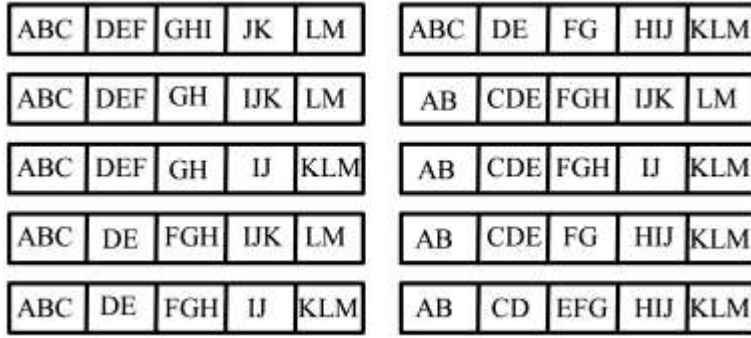 ABC DEF GHI JK LM
ABC DEF GH IJK LM
ABC DEF GH IJ KLM
ABC DE FGH IJK LM
ABC DE FGH IJ KLM
ABC DE FG HIJ KLM
AB CDE FGH IJK LM
AB CDE FGH IJ KLM
AB CDE FG HIJ KLM
AB CD EFG HIJ KLM